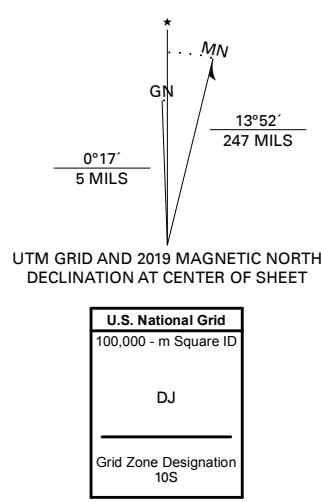 MN
GN
13°52´
247 MILS
0°17´
5 MILS
UTM GRID AND 2019 MAGNETIC NORTH
DECLINATION AT CENTER OF SHEET
U.S. National Grid
100,000 - m Square ID
DJ
Grid Zone Designation
10S